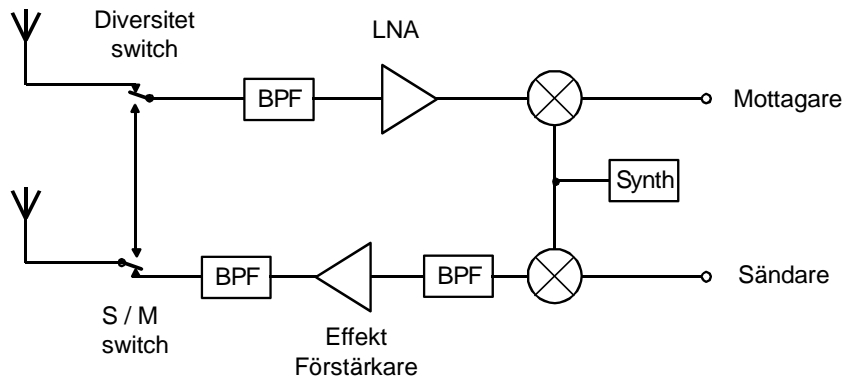 Diversitet
switch
LNA
BPF
Mottagare
Synth
BPF
BPF
Sändare
S / M
switch
Effekt
Förstärkare